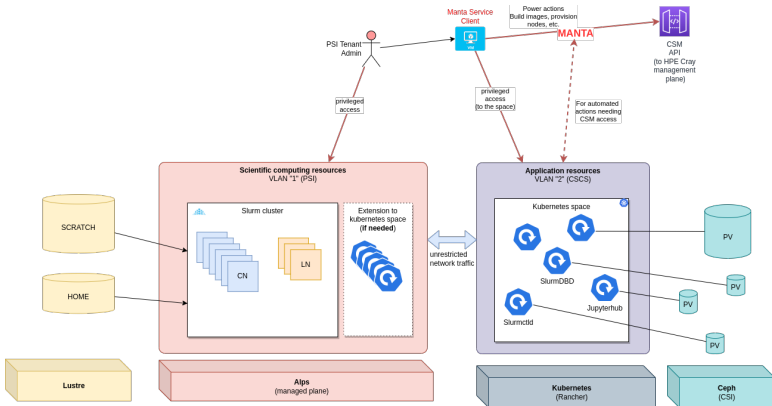 Manta Service
Client
Power actions
Build images, provision
nodes, etc.
MANTA
CSM
API
(to HPE Cray
management
plane)
PSI Tenant
Admin
privileged
access
privileged
access
(to the space)
For automated
actions needing
CSM access
Scientific computing resources
VLAN "1" (PSI)
Slurm cluster
CN
LN
Extension to
kubernetes space
(if needed)
SCRATCH
HOME
unrestricted
network traffic
Application resources
VLAN "2" (CSCS)
Kubernetes space
SlurmDBD
Jupyterhub
Slurmctld
PV
PV
PV
PV
Lustre
Alps
(managed plane)
Kubernetes
(Rancher)
Ceph
(CSI)